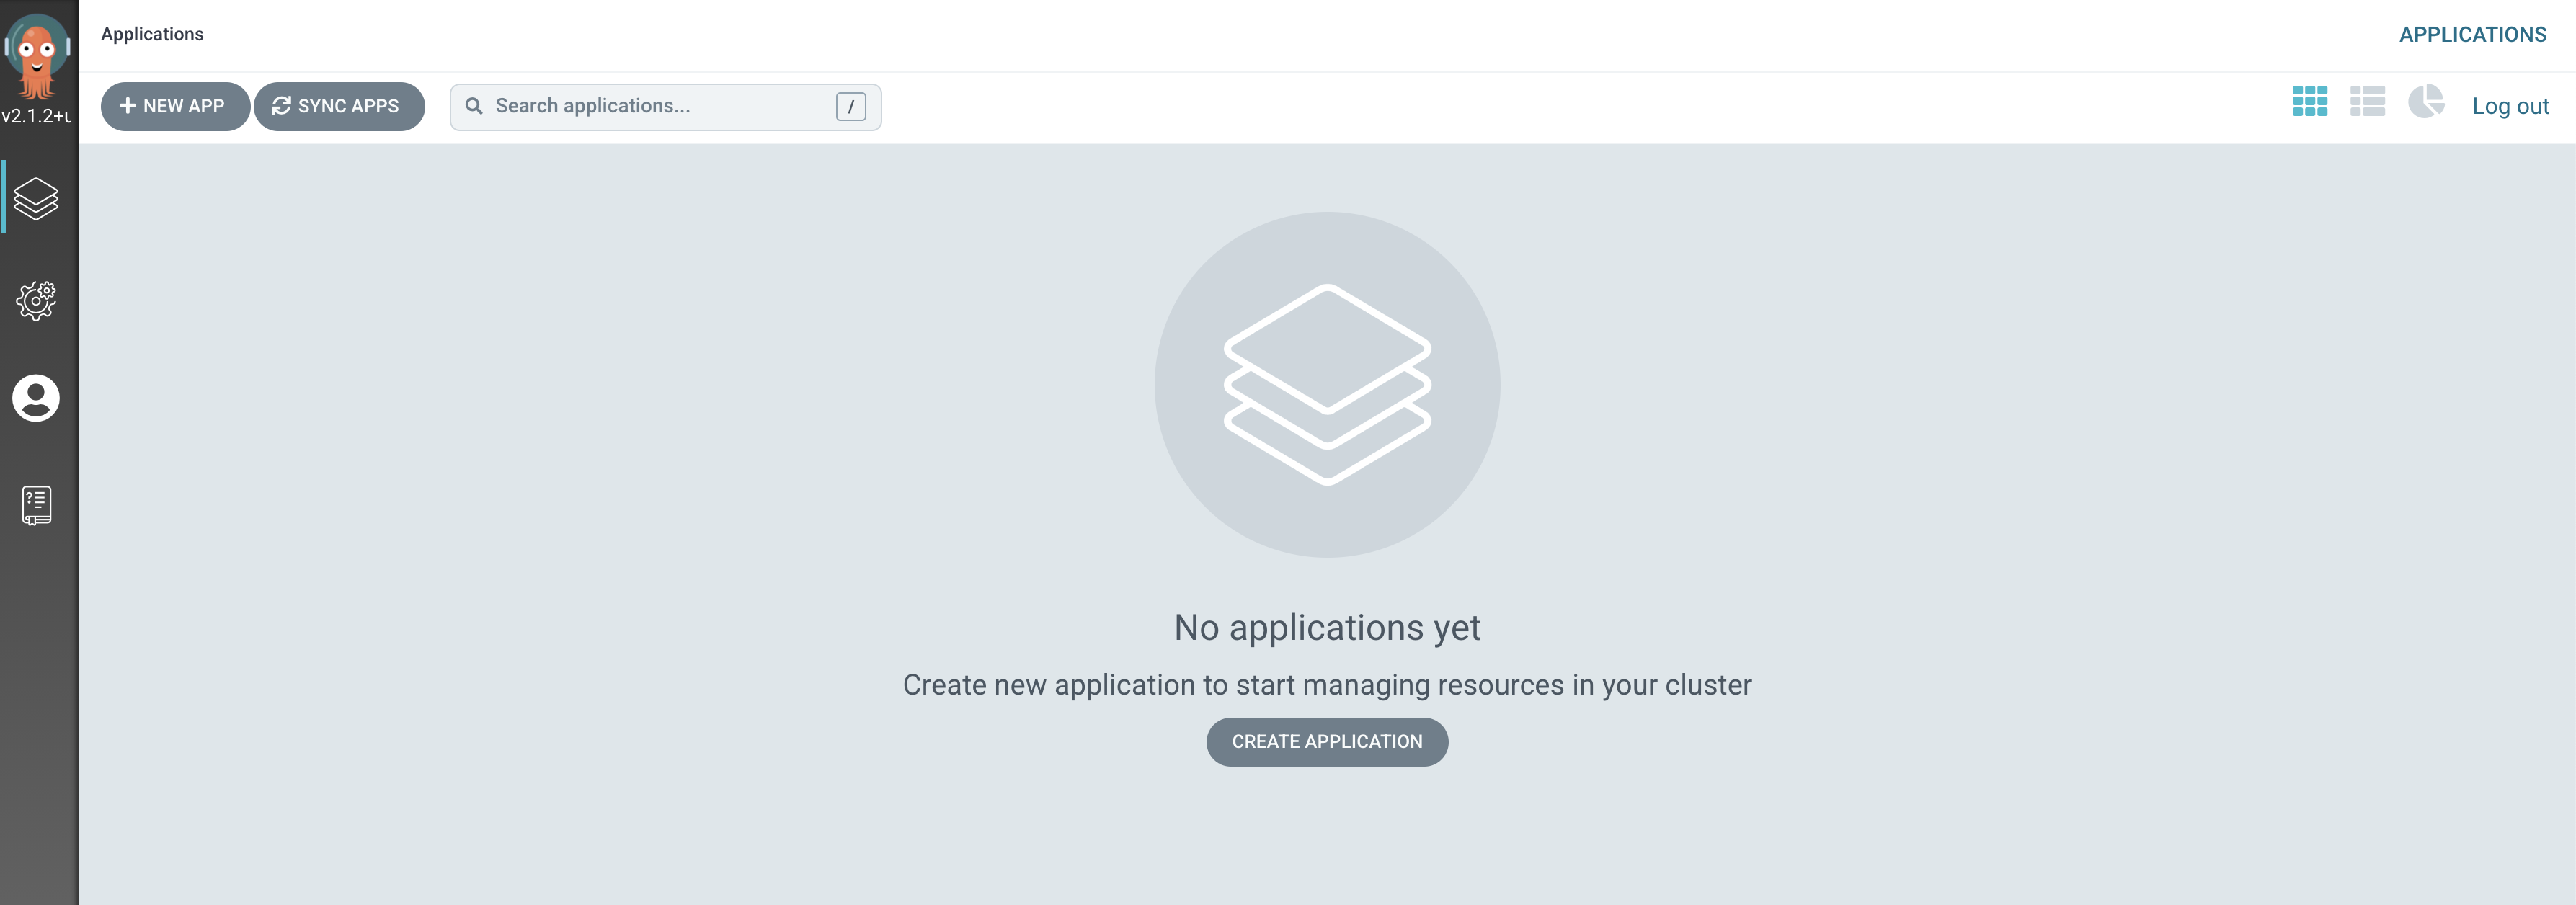 Applications
APPLICATIONS
NEW APP
SYNC APPS
Search applications...
/
Log out
v2.1.2+
No applications yet
Create new application to start managing resources in your cluster
CREATE APPLICATION